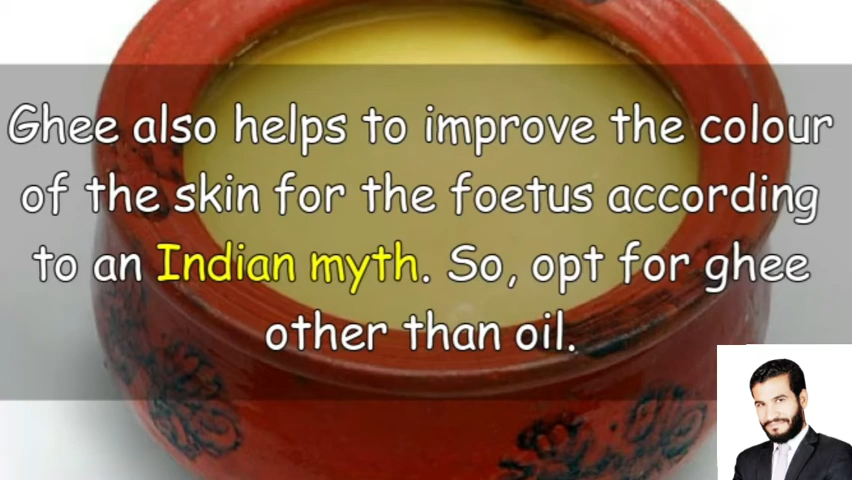 Ghee also helps to improve the colour
of the skin for the foetus according
to an Indian myth. So, opt for ghee
other than oil.